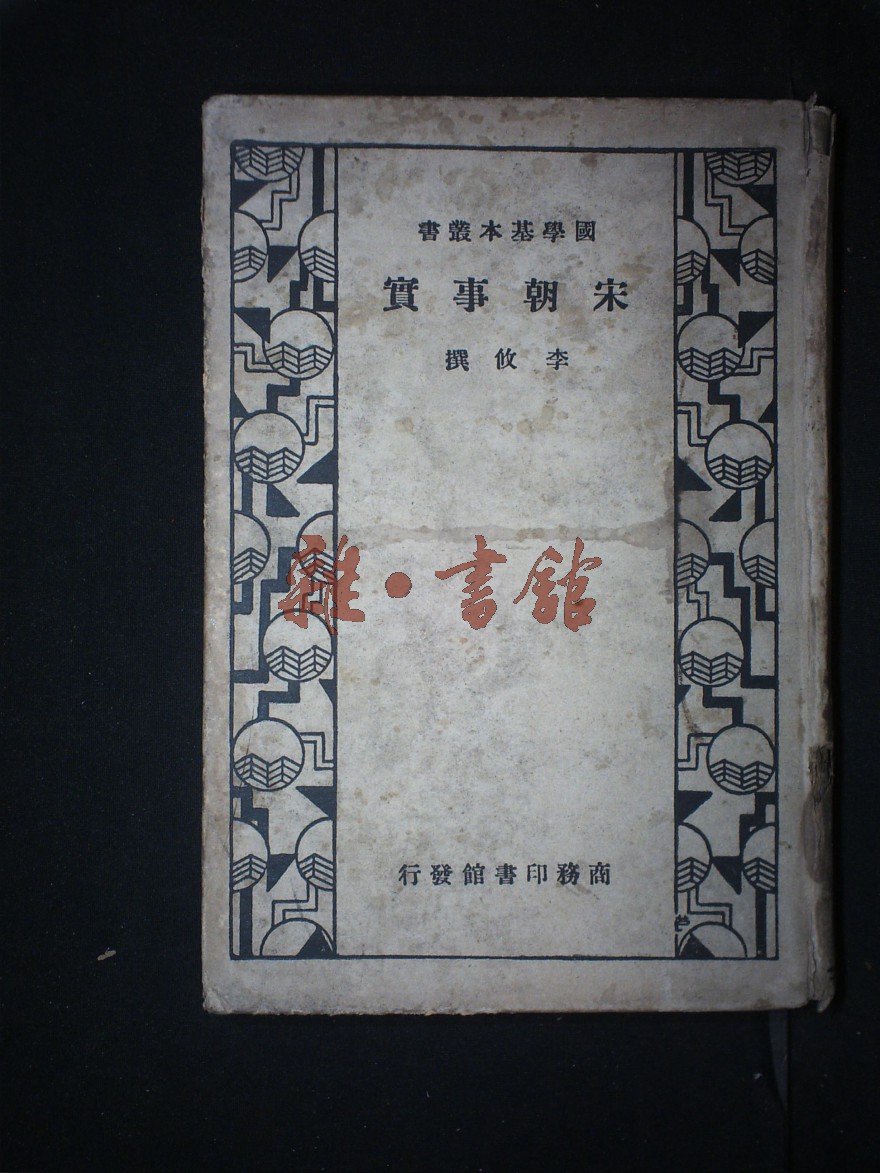 國學基本叢書
宋朝事實
李攸撰
雜·書館
商務印書館發行